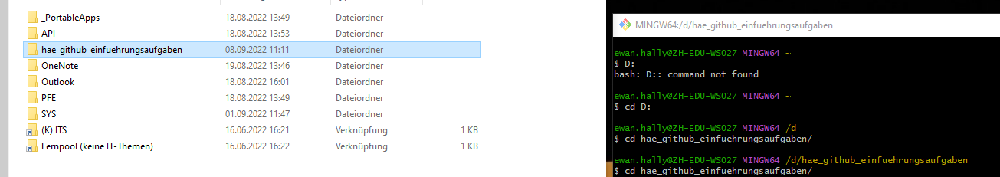 _PortableApps 18.08.2022 13:49 Dateiordner
API 18.08.2022 13:53 Dateiordner
hae_github_einfuehrungsaufgaben 08.09.2022 11:11 Dateiordner
OneNote 19.08.2022 13:46 Dateiordner
Outlook 18.08.2022 16:01 Dateiordner
PFE 18.08.2022 13:49 Dateiordner
SYS 01.09.2022 11:47 Dateiordner
(K) ITS 16.06.2022 16:21 Verknüpfung 1 KB
Lernpool (keine IT-Themen) 16.06.2022 16:22 Verknüpfung 1 KB
MINGW64:/d/hae_github_einfuehrungsaufgaben
ewan.hally@ZH-EDU-WS027 MINGW64 ~
$ D:
bash: D:: command not found
ewan.hally@ZH-EDU-WS027 MINGW64 ~
$ cd D:
ewan.hally@ZH-EDU-WS027 MINGW64 /d
$ cd hae_github_einfuehrungsaufgaben/
ewan.hally@ZH-EDU-WS027 MINGW64 /d/hae_github_einfuehrungsaufgaben
$ cd hae_github_einfuehrungsaufgaben/